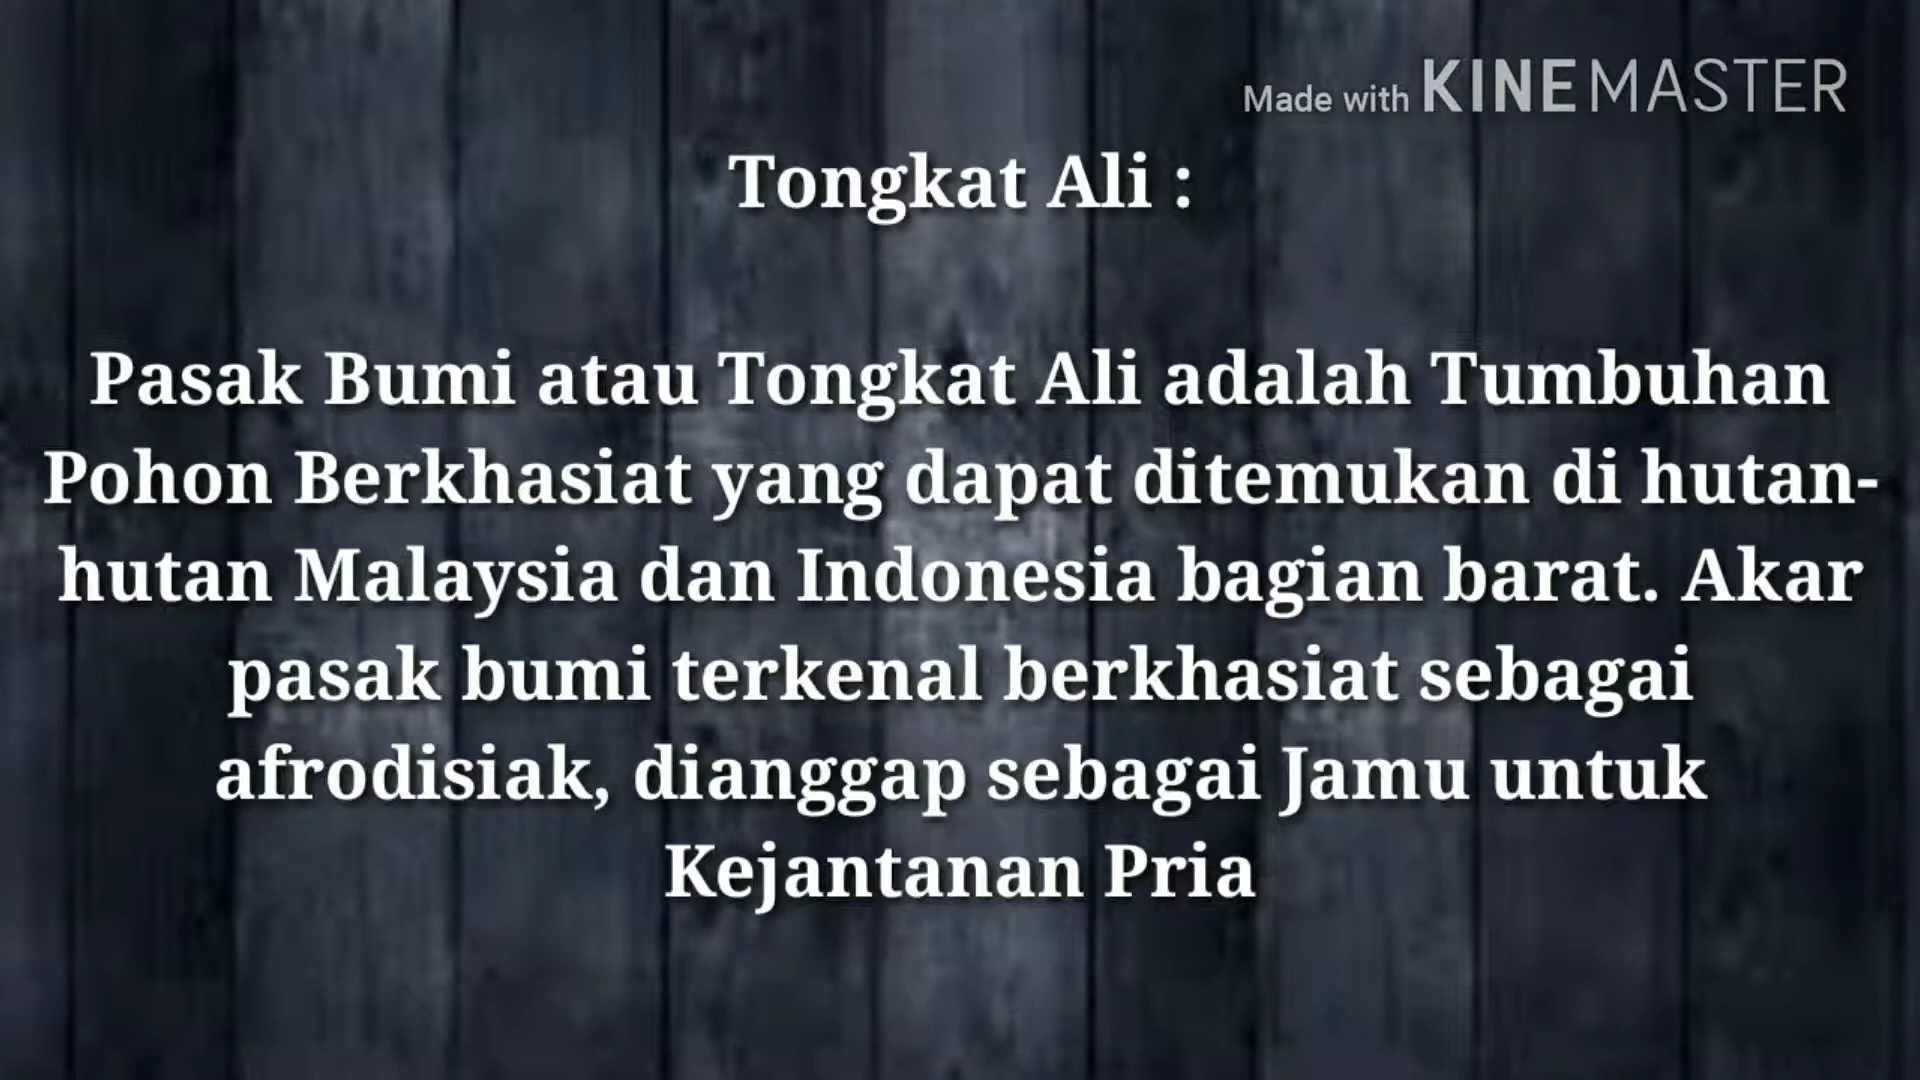 Made with KINEMASTER
Tongkat Ali :
Pasak Bumi atau Tongkat Ali adalah Tumbuhan
Pohon Berkhasiat yang dapat ditemukan di hutan-
hutan Malaysia dan Indonesia bagian barat. Akar
pasak bumi terkenal berkhasiat sebagai
afrodisiak, dianggap sebagai Jamu untuk
Kejantanan Pria